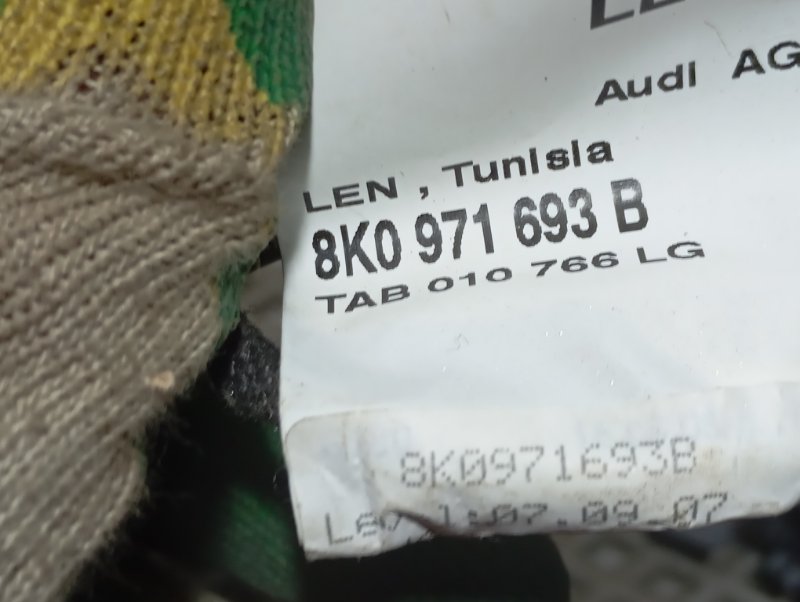 Audi AG
LEN, Tunisia
8K0 971 693 B
TAB 010 766 LG
8K0971693B